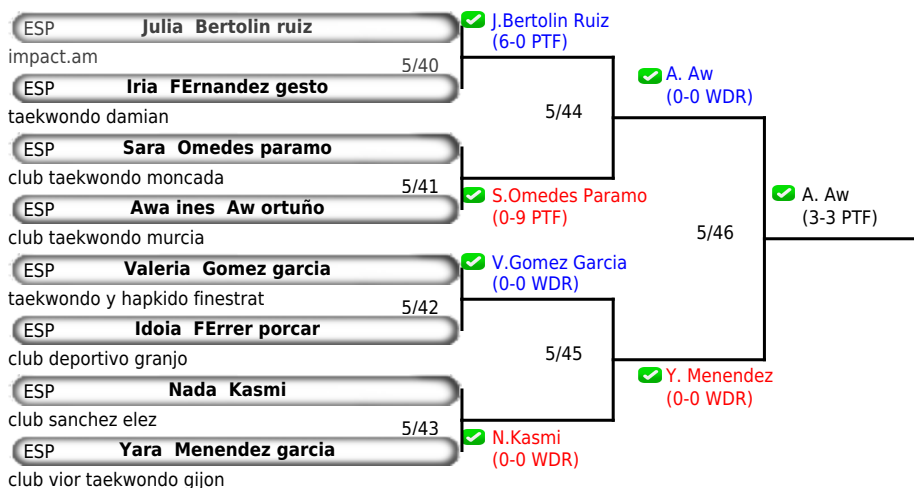 ESP Julia Bertolin ruiz
impact.am
5/40
ESP Iria FErnandez gesto
taekwondo damian
ESP Sara Omedes paramo
club taekwondo moncada
5/41
ESP Awa ines Aw ortuño
club taekwondo murcia
ESP Valeria Gomez garcia
taekwondo y hapkido finestrat
5/42
ESP Idoia FErrer porcar
club deportivo granjo
ESP Nada Kasmi
club sanchez elez
5/43
ESP Yara Menendez garcia
club vior taekwondo gijon
J.Bertolin Ruiz
(6-0 PTF)
5/44
S.Omedes Paramo
(0-9 PTF)
V.Gomez Garcia
(0-0 WDR)
5/45
N.Kasmi
(0-0 WDR)
A. Aw
(0-0 WDR)
5/46
Y. Menendez
(0-0 WDR)
A. Aw
(3-3 PTF)